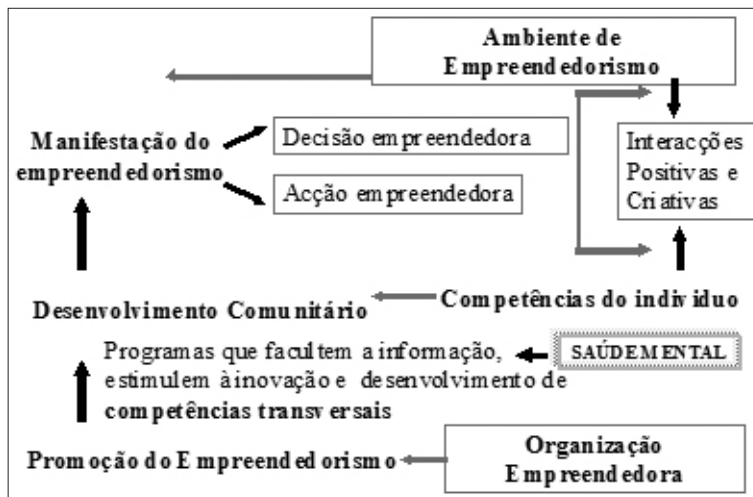 Ambiente de
Empreendedorismo
Manifestação do
empreendedorismo
Decisão empreendedora
Acção empreendedora
Interacções
Positivas e
Criativas
Desenvolvimento Comunitário
Competências do individuo
Programas que facultem a informação,
estimulem à inovação e desenvolvimento de
competências transversais
SAÚDE MENTAL
Promoção do Empreendedorismo
Organização
Empreendedora